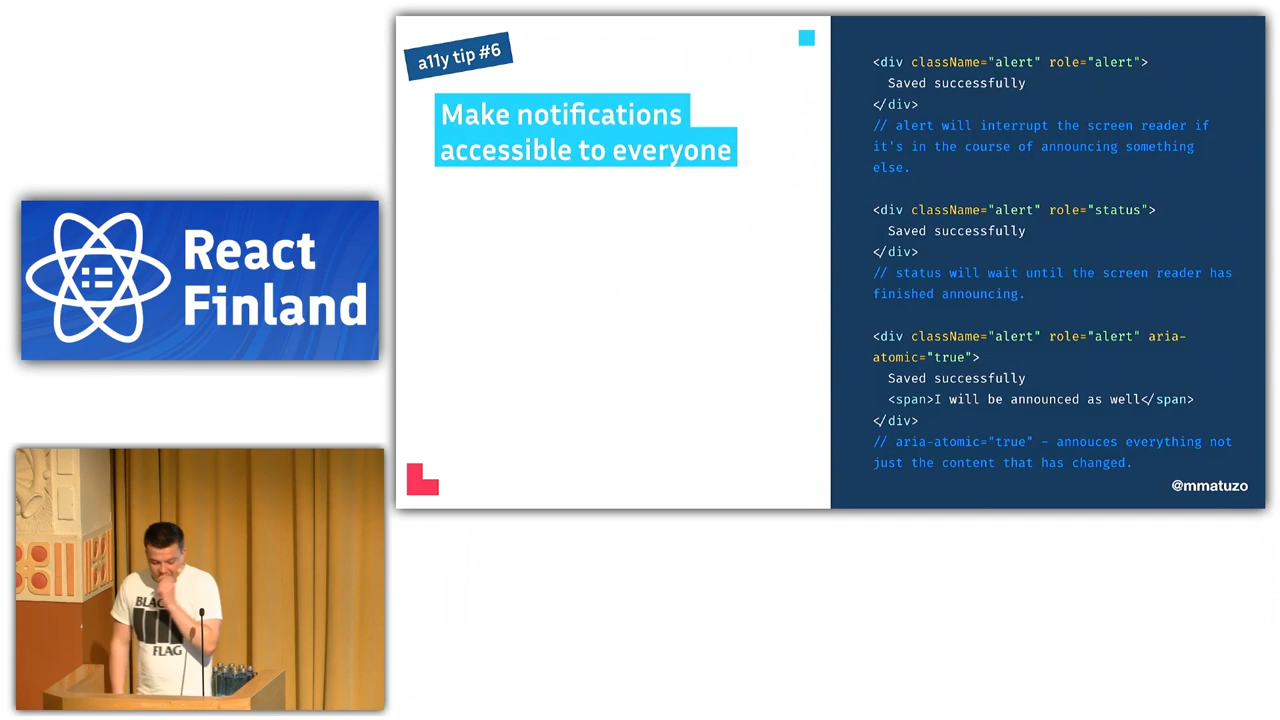 a11y tip #6
Make notifications
accessible to everyone
<div className="alert" role="alert">
Saved successfully
</div>
// alert will interrupt the screen reader if
it's in the course of announcing something
else.
<div className="alert" role="status">
Saved successfully
</div>
// status will wait until the screen reader has
finished announcing.
<div className="alert" role="alert" aria-
atomic="true">
Saved successfully
<span>I will be announced as well</span>
</div>
// aria-atomic="true" - annouces everything not
just the content that has changed.
@mmatuzo
React
Finland
BLACK
FLAG